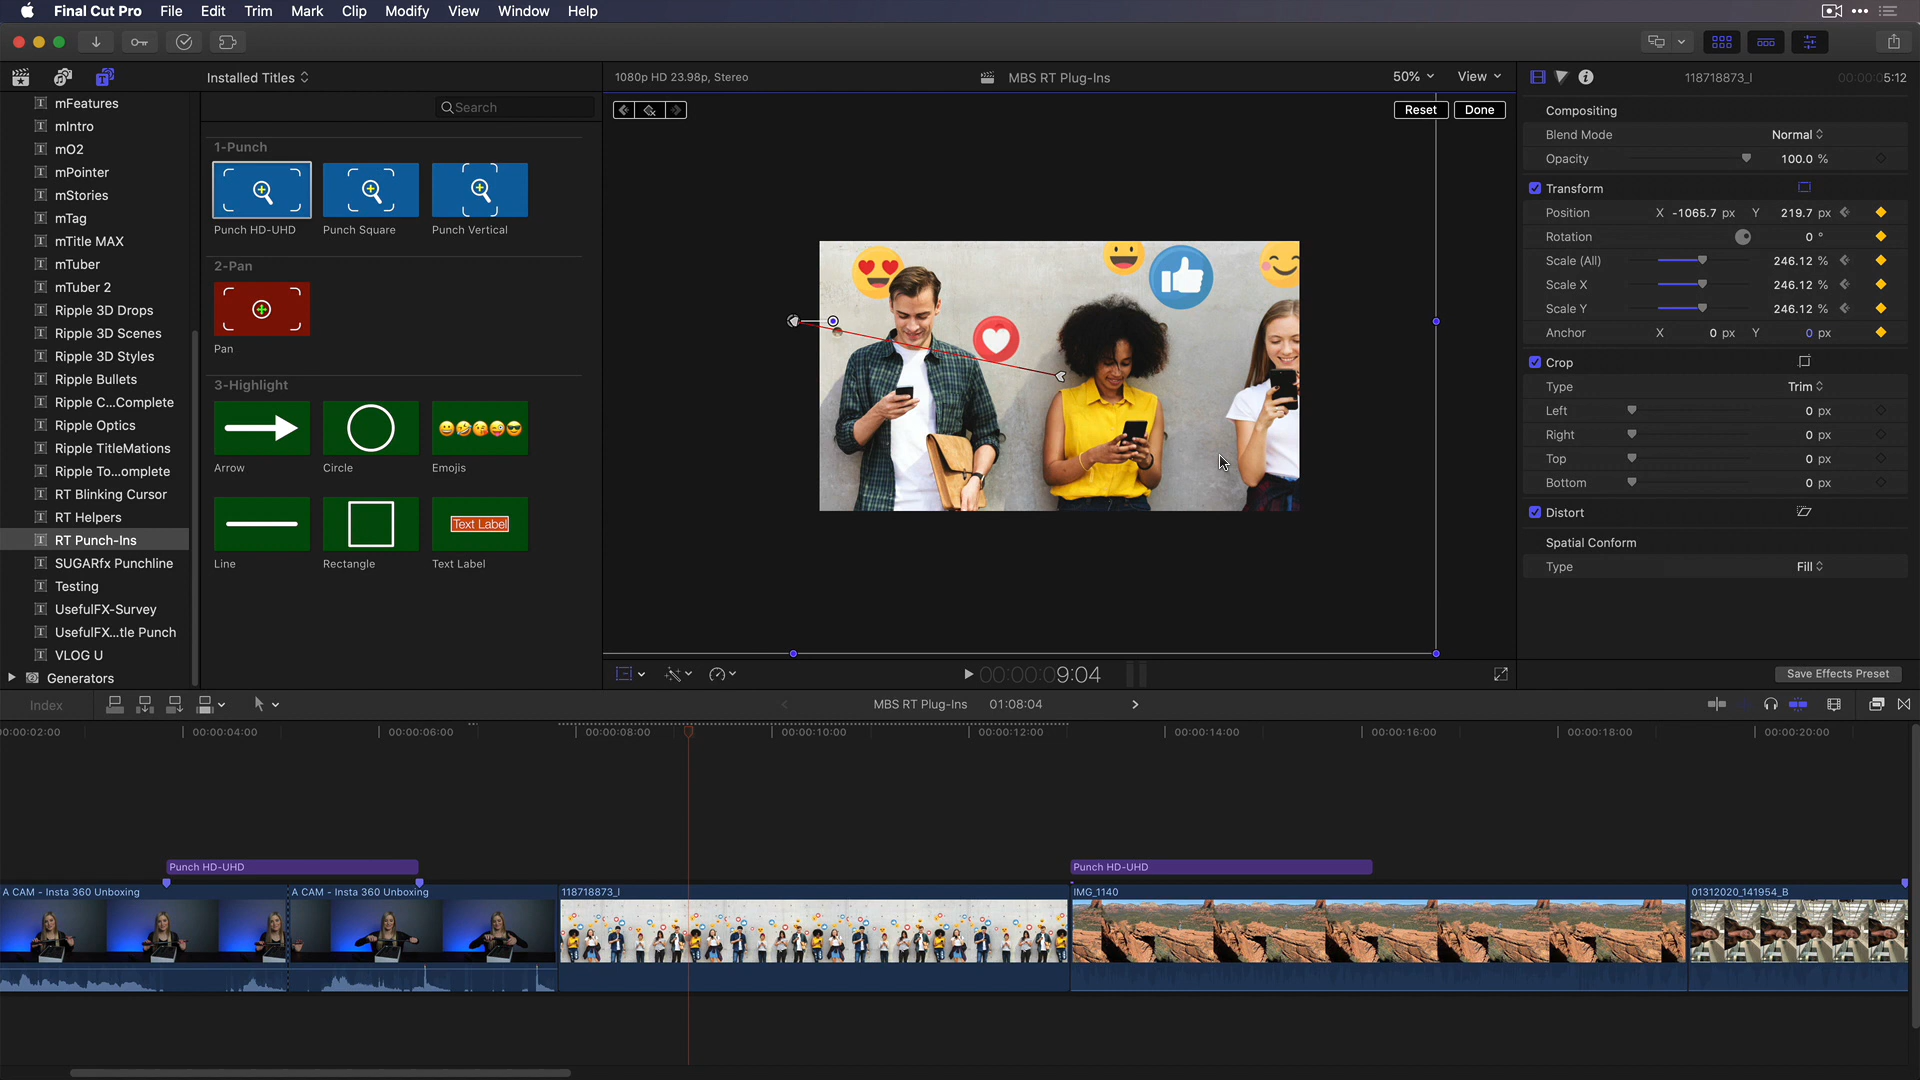 Final Cut Pro File Edit Trim Mark Clip Modify View Window Help
Installed Titles
Search
mFeatures
mIntro
mO2
mPointer
mStories
mTag
mTitle MAX
mTuber
mTuber 2
Ripple 3D Drops
Ripple 3D Scenes
Ripple 3D Styles
Ripple Bullets
Ripple C...Complete
Ripple Optics
Ripple TitleMations
Ripple To...omplete
RT Blinking Cursor
RT Helpers
RT Punch-Ins
SUGARfx Punchline
Testing
UsefulFX-Survey
UsefulFX...tle Punch
VLOG U
Generators
1-Punch
Punch HD-UHD Punch Square Punch Vertical
2-Pan
Pan
3-Highlight
Arrow Circle Emojis
Text Label
Line Rectangle Text Label
1080p HD 23.98p, Stereo
MBS RT Plug-Ins
50% View
Reset Done
00:00:09:04
118718873_l
00:00:05:12
Compositing
Blend Mode Normal
Opacity 100.0 %
Transform
Position X -1065.7 px Y 219.7 px
Rotation 0 °
Scale (All) 246.12 %
Scale X 246.12 %
Scale Y 246.12 %
Anchor X 0 px Y 0 px
Crop
Type Trim
Left 0 px
Right 0 px
Top 0 px
Bottom 0 px
Distort
Spatial Conform
Type Fill
Save Effects Preset
Index
MBS RT Plug-Ins 01:08:04
00:00:02:00 00:00:04:00 00:00:06:00 00:00:08:00 00:00:10:00 00:00:12:00 00:00:14:00 00:00:16:00 00:00:18:00 00:00:20:00
Punch HD-UHD Punch HD-UHD
A CAM - Insta 360 Unboxing A CAM - Insta 360 Unboxing 118718873_l IMG_1140 01312020_141954_B